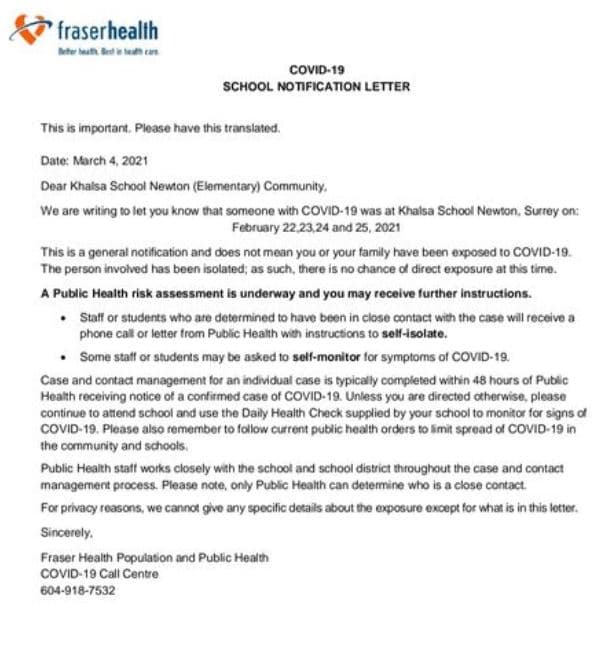 fraserhealth
Better health. Best in health care.
COVID-19
SCHOOL NOTIFICATION LETTER
This is important. Please have this translated.
Date: March 4, 2021
Dear Khalsa School Newton (Elementary) Community,
We are writing to let you know that someone with COVID-19 was at Khalsa School Newton, Surrey on:
February 22,23,24 and 25, 2021
This is a general notification and does not mean you or your family have been exposed to COVID-19.
The person involved has been isolated; as such, there is no chance of direct exposure at this time.
A Public Health risk assessment is underway and you may receive further instructions.
• Staff or students who are determined to have been in close contact with the case will receive a
phone call or letter from Public Health with instructions to self-isolate.
• Some staff or students may be asked to self-monitor for symptoms of COVID-19.
Case and contact management for an individual case is typically completed within 48 hours of Public
Health receiving notice of a confirmed case of COVID-19. Unless you are directed otherwise, please
continue to attend school and use the Daily Health Check supplied by your school to monitor for signs of
COVID-19. Please also remember to follow current public health orders to limit spread of COVID-19 in
the community and schools.
Public Health staff works closely with the school and school district throughout the case and contact
management process. Please note, only Public Health can determine who is a close contact.
For privacy reasons, we cannot give any specific details about the exposure except for what is in this letter.
Sincerely,
Fraser Health Population and Public Health
COVID-19 Call Centre
604-918-7532